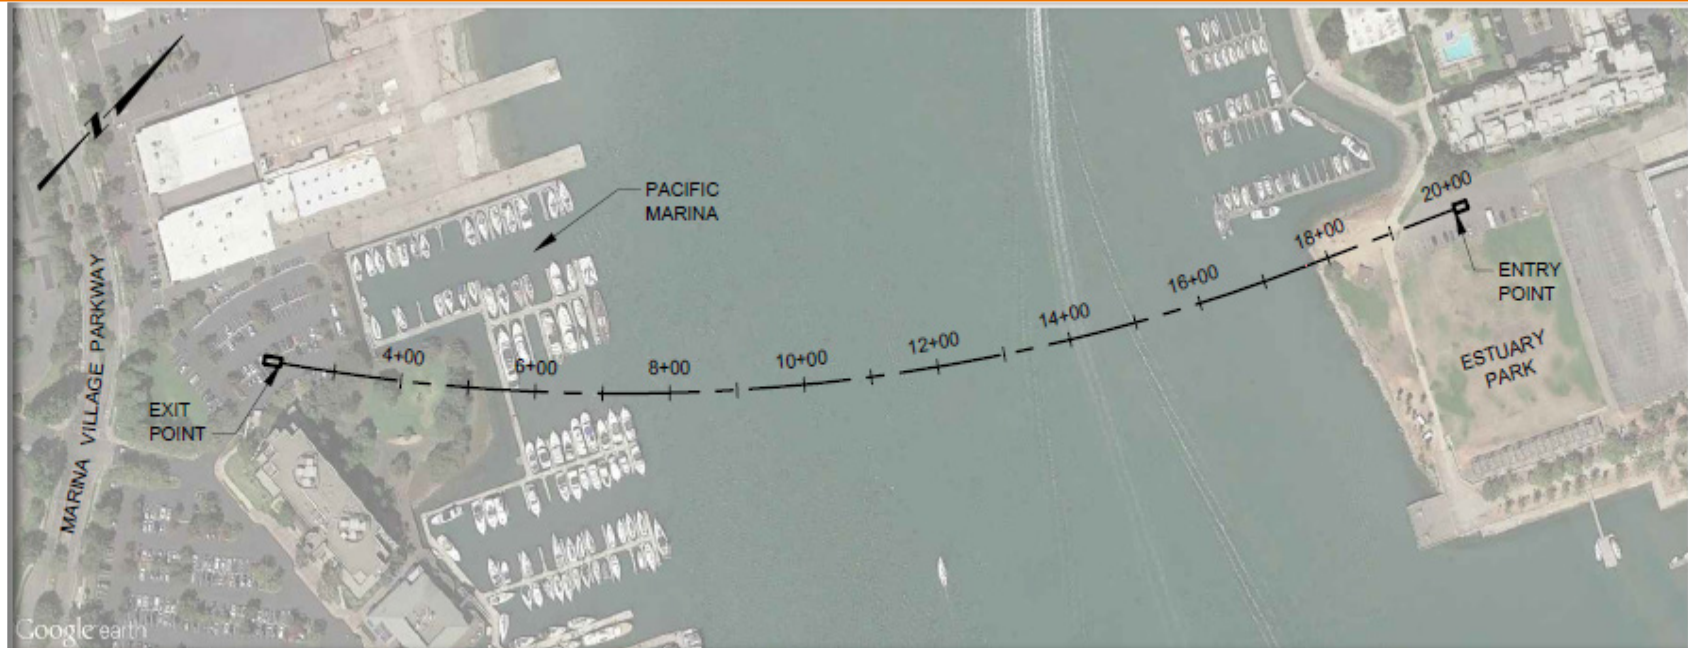 PACIFIC
MARINA
20+00
18+00
ENTRY
POINT
16+00
14+00
12+00
10+00
8+00
6+00
4+00
ESTUARY
PARK
EXIT
POINT
MARINA VILLAGE PARKWAY
Google earth